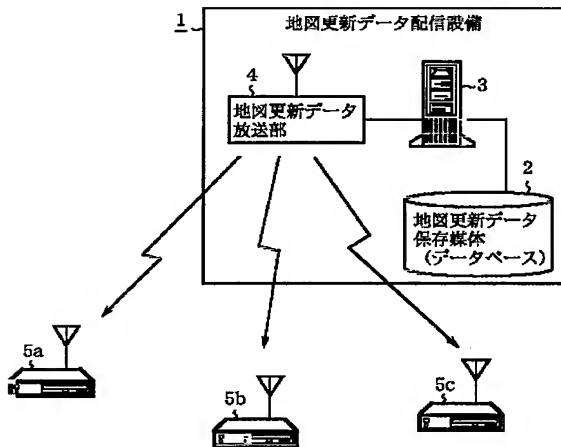 1
地図更新データ配信設備
4
地図更新データ
放送部
3
2
地図更新データ
保存媒体
(データベース)
5a
5b
5c